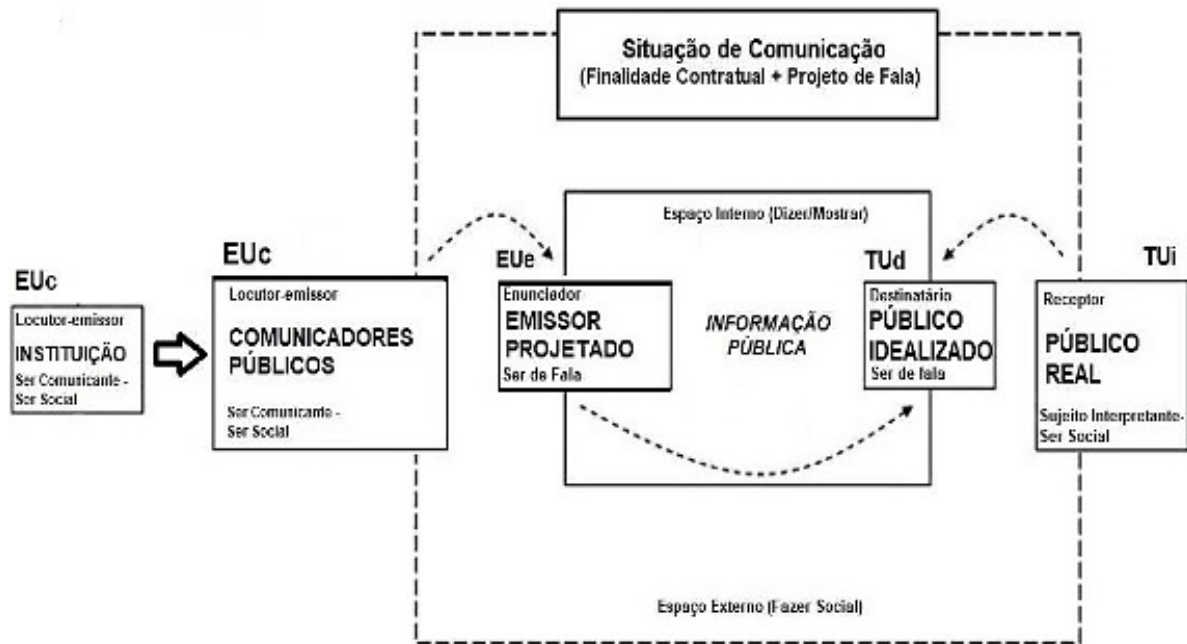 Situação de Comunicação
(Finalidade Contratual + Projeto de Fala)
Espaço Interno (Dizer/Mostrar)
EUc
Locutor-emissor
INSTITUIÇÃO
Ser Comunicante -
Ser Social
EUc
Locutor-emissor
COMUNICADORES
PÚBLICOS
Ser Comunicante -
Ser Social
EUe
Enunciador
EMISSOR
PROJETADO
Ser de Fala
INFORMAÇÃO
PÚBLICA
TUd
Destinatário
PÚBLICO
IDEALIZADO
Ser de fala
TUi
Receptor
PÚBLICO
REAL
Sujeito Interpretante-
Ser Social
Espaço Externo (Fazer Social)